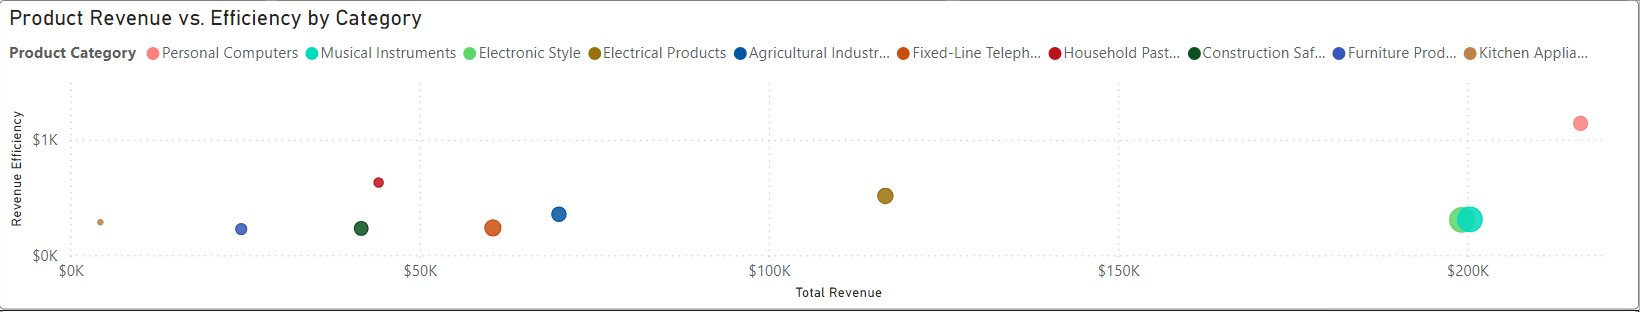 Product Revenue vs. Efficiency by Category
Product Category Personal Computers Musical Instruments Electronic Style Electrical Products Agricultural Industr... Fixed-Line Teleph... Household Past... Construction Saf... Furniture Prod... Kitchen Applia...
Revenue Efficiency
$1K
$0K
$0K $50K $100K $150K $200K
Total Revenue